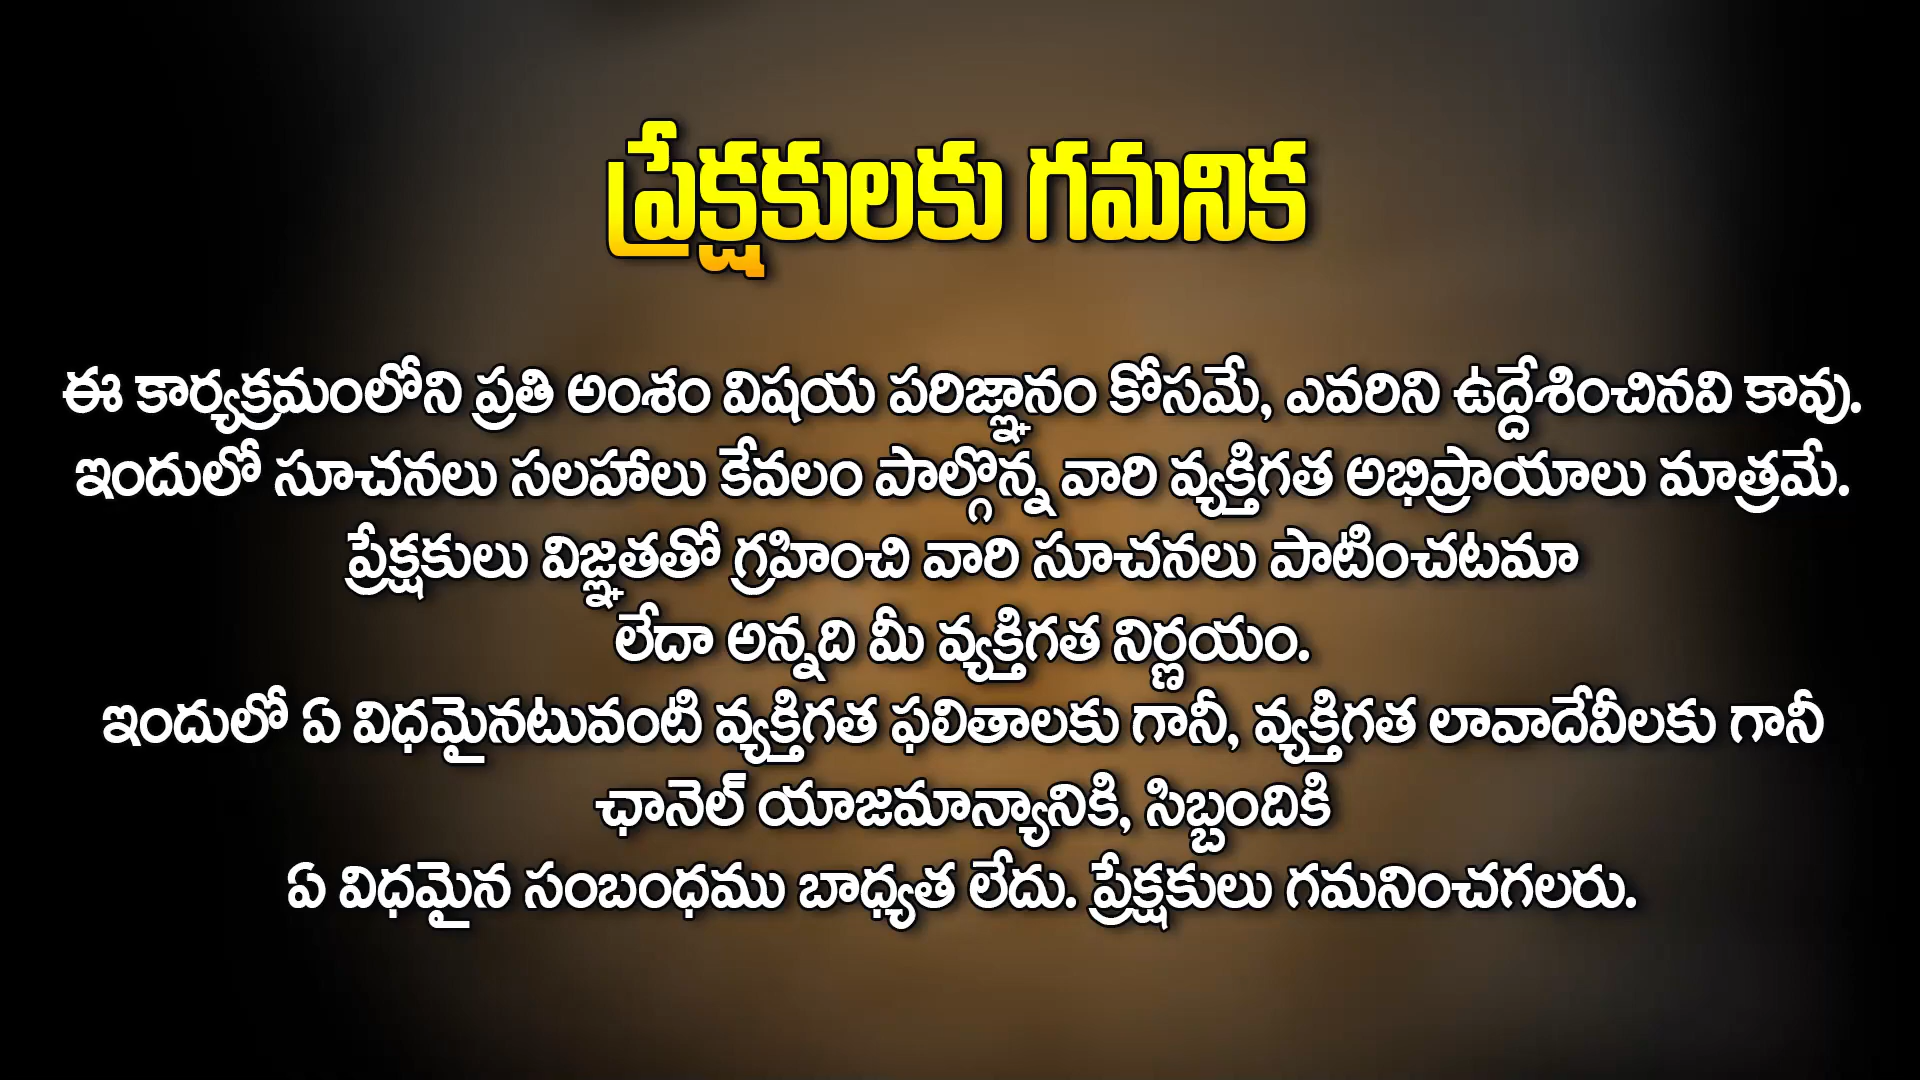 ప్రేక్షకులకు గమనిక
ఈ కార్యక్రమంలోని ప్రతి అంశం విషయ పరిజ్ఞానం కోసమే, ఎవరిని ఉద్దేశించినవి కావు.
ఇందులో సూచనలు సలహాలు కేవలం పాల్గొన్న వారి వ్యక్తిగత అభిప్రాయాలు మాత్రమే.
ప్రేక్షకులు విజ్ఞతతో గ్రహించి వారి సూచనలు పాటించటమా
లేదా అన్నది మీ వ్యక్తిగత నిర్ణయం.
ఇందులో ఏ విధమైనటువంటి వ్యక్తిగత ఫలితాలకు గానీ, వ్యక్తిగత లావాదేవీలకు గానీ
ఛానెల్ యాజమాన్యానికి, సిబ్బందికి
ఏ విధమైన సంబంధము బాధ్యత లేదు. ప్రేక్షకులు గమనించగలరు.